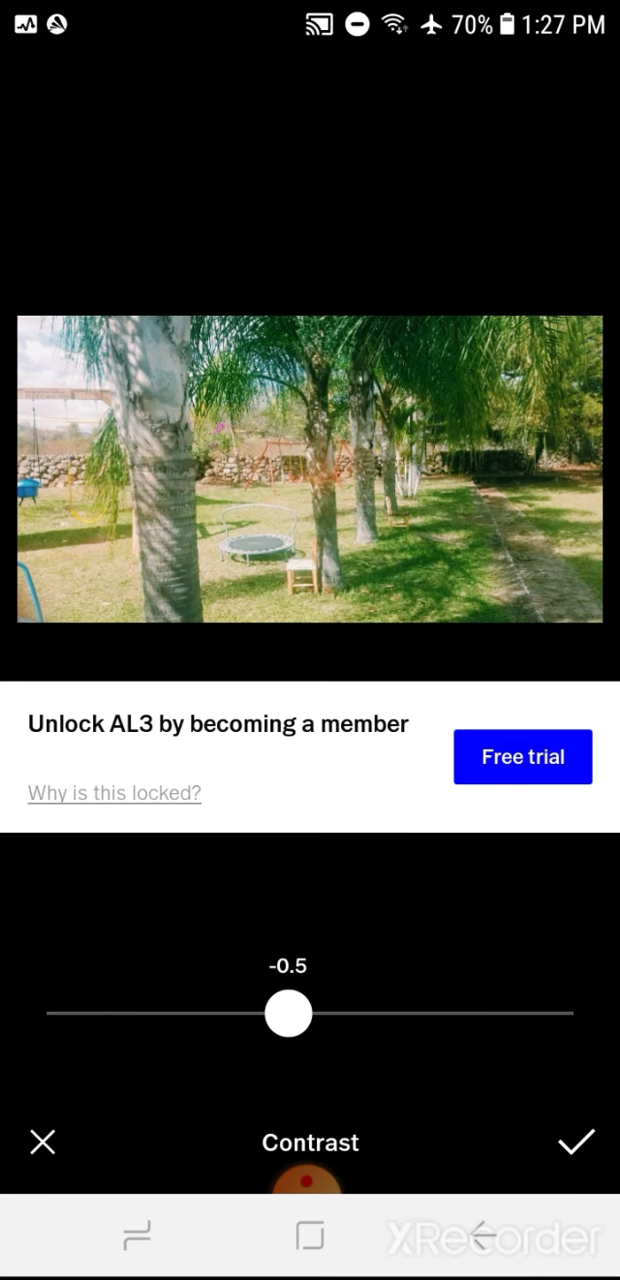 70% 1:27 PM
Unlock AL3 by becoming a member
Free trial
Why is this locked?
-0.5
Contrast
XRecorder